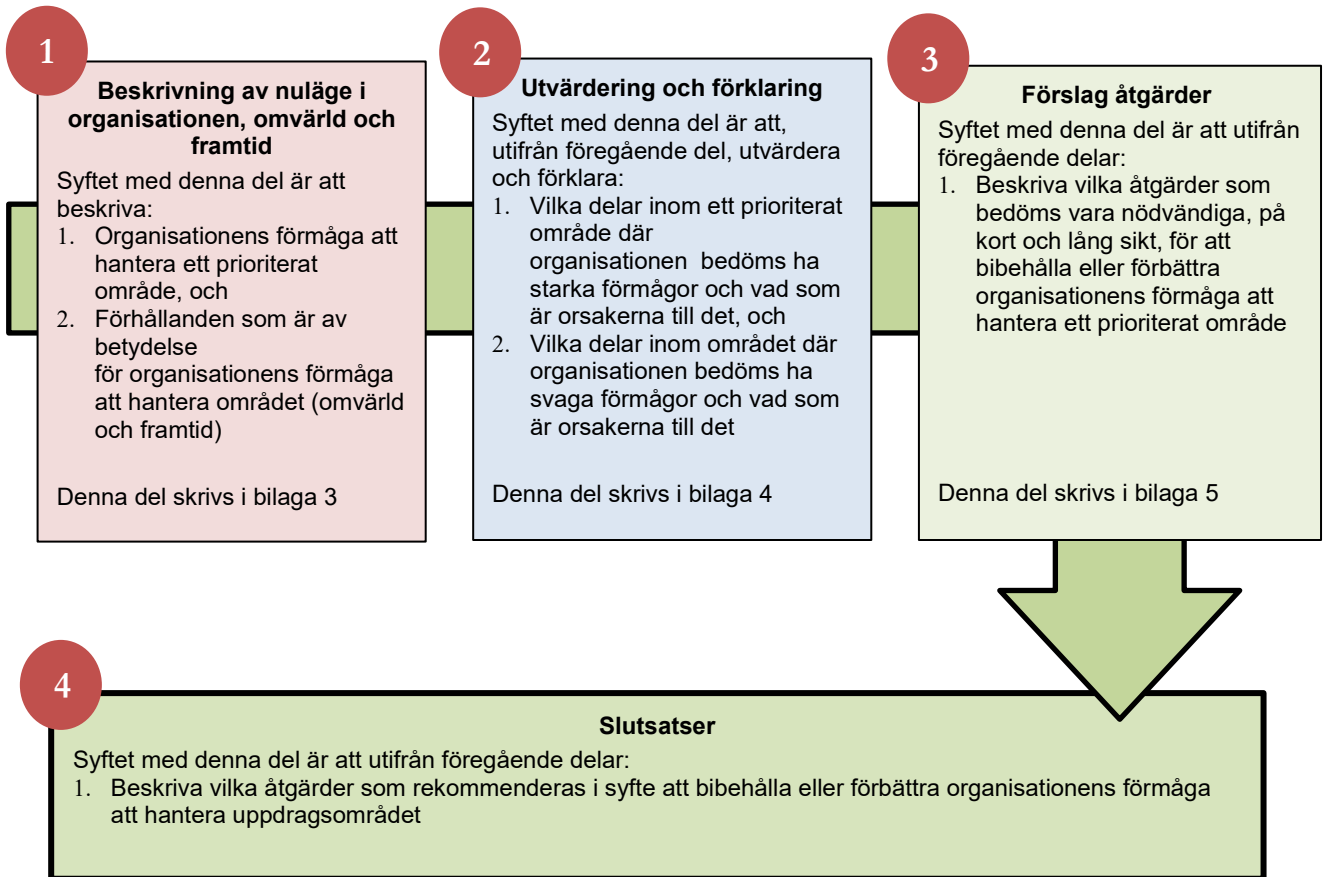 1
Beskrivning av nuläge i
organisationen, omvärld och
framtid
Syftet med denna del är att
beskriva:
1. Organisationens förmåga att
hantera ett prioriterat
område, och
2. Förhållanden som är av
betydelse
för organisationens förmåga
att hantera området (omvärld
och framtid)
Denna del skrivs i bilaga 3
2
Utvärdering och förklaring
Syftet med denna del är att,
utifrån föregående del, utvärdera
och förklara:
1. Vilka delar inom ett prioriterat
område där
organisationen bedöms ha
starka förmågor och vad som
är orsakerna till det, och
2. Vilka delar inom området där
organisationen bedöms ha
svaga förmågor och vad som
är orsakerna till det
Denna del skrivs i bilaga 4
3
Förslag åtgärder
Syftet med denna del är att utifrån
föregående delar:
1. Beskriva vilka åtgärder som
bedöms vara nödvändiga, på
kort och lång sikt, för att
bibehålla eller förbättra
organisationens förmåga att
hantera ett prioriterat område
Denna del skrivs i bilaga 5
4
Slutsatser
Syftet med denna del är att utifrån föregående delar:
1. Beskriva vilka åtgärder som rekommenderas i syfte att bibehålla eller förbättra organisationens förmåga
att hantera uppdragsområdet